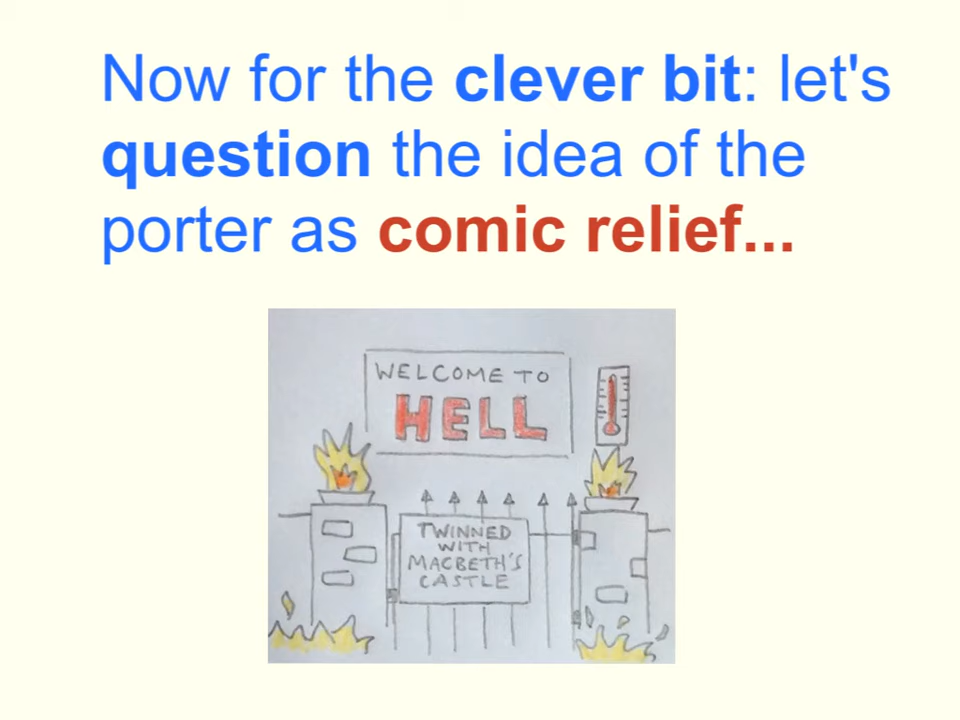 Now for the clever bit: let's
question the idea of the
porter as comic relief...
WELCOME TO
HELL
TWINNED
WITH
MACBETH'S
CASTLE